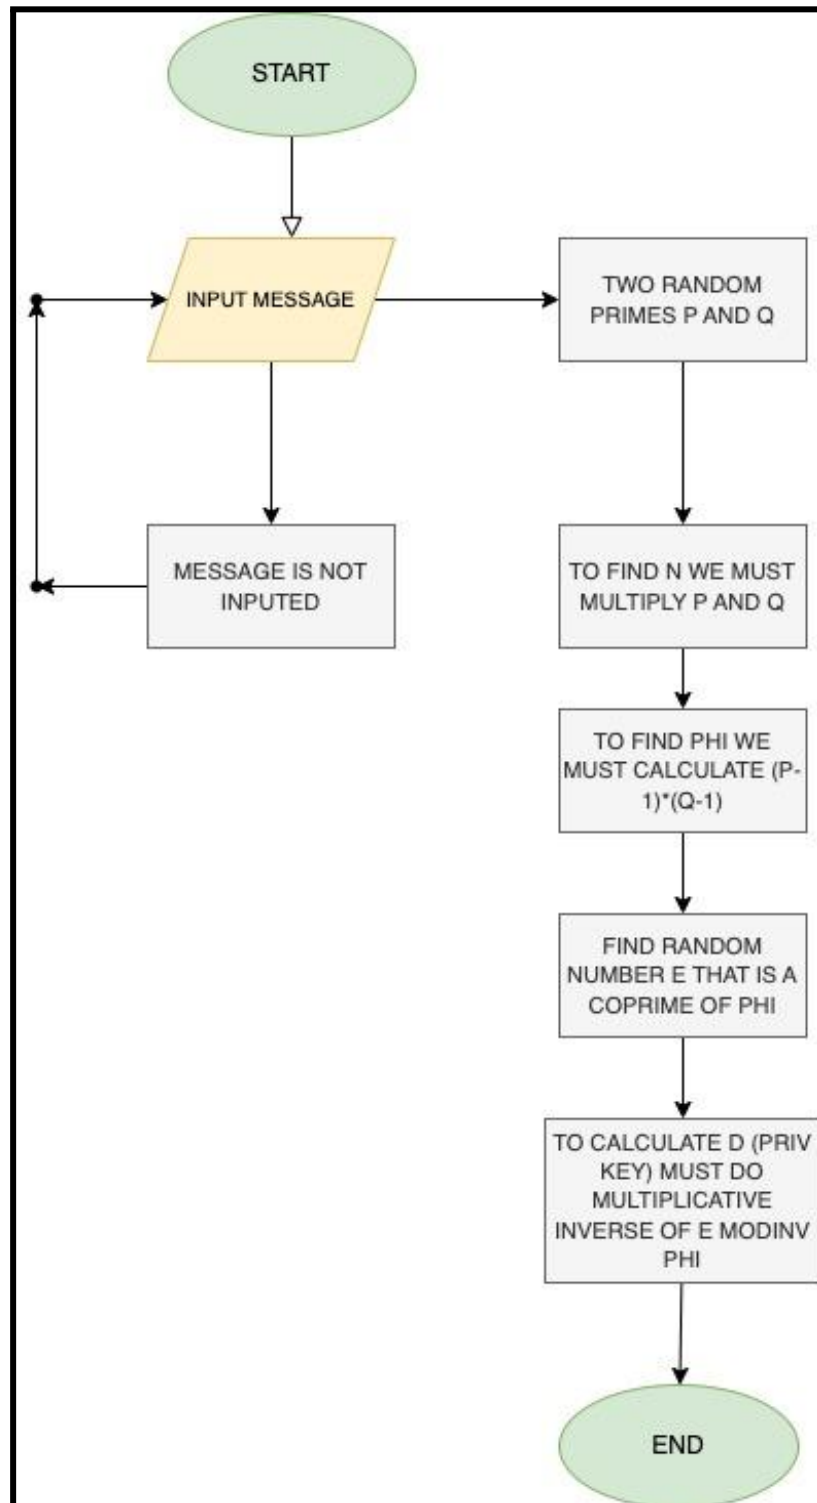 START
INPUT MESSAGE
TWO RANDOM
PRIMES P AND Q
MESSAGE IS NOT
INPUTED
TO FIND N WE MUST
MULTIPLY P AND Q
TO FIND PHI WE
MUST CALCULATE (P-
1)*(Q-1)
FIND RANDOM
NUMBER E THAT IS A
COPRIME OF PHI
TO CALCULATE D (PRIV
KEY) MUST DO
MULTIPLICATIVE
INVERSE OF E MODINV
PHI
END